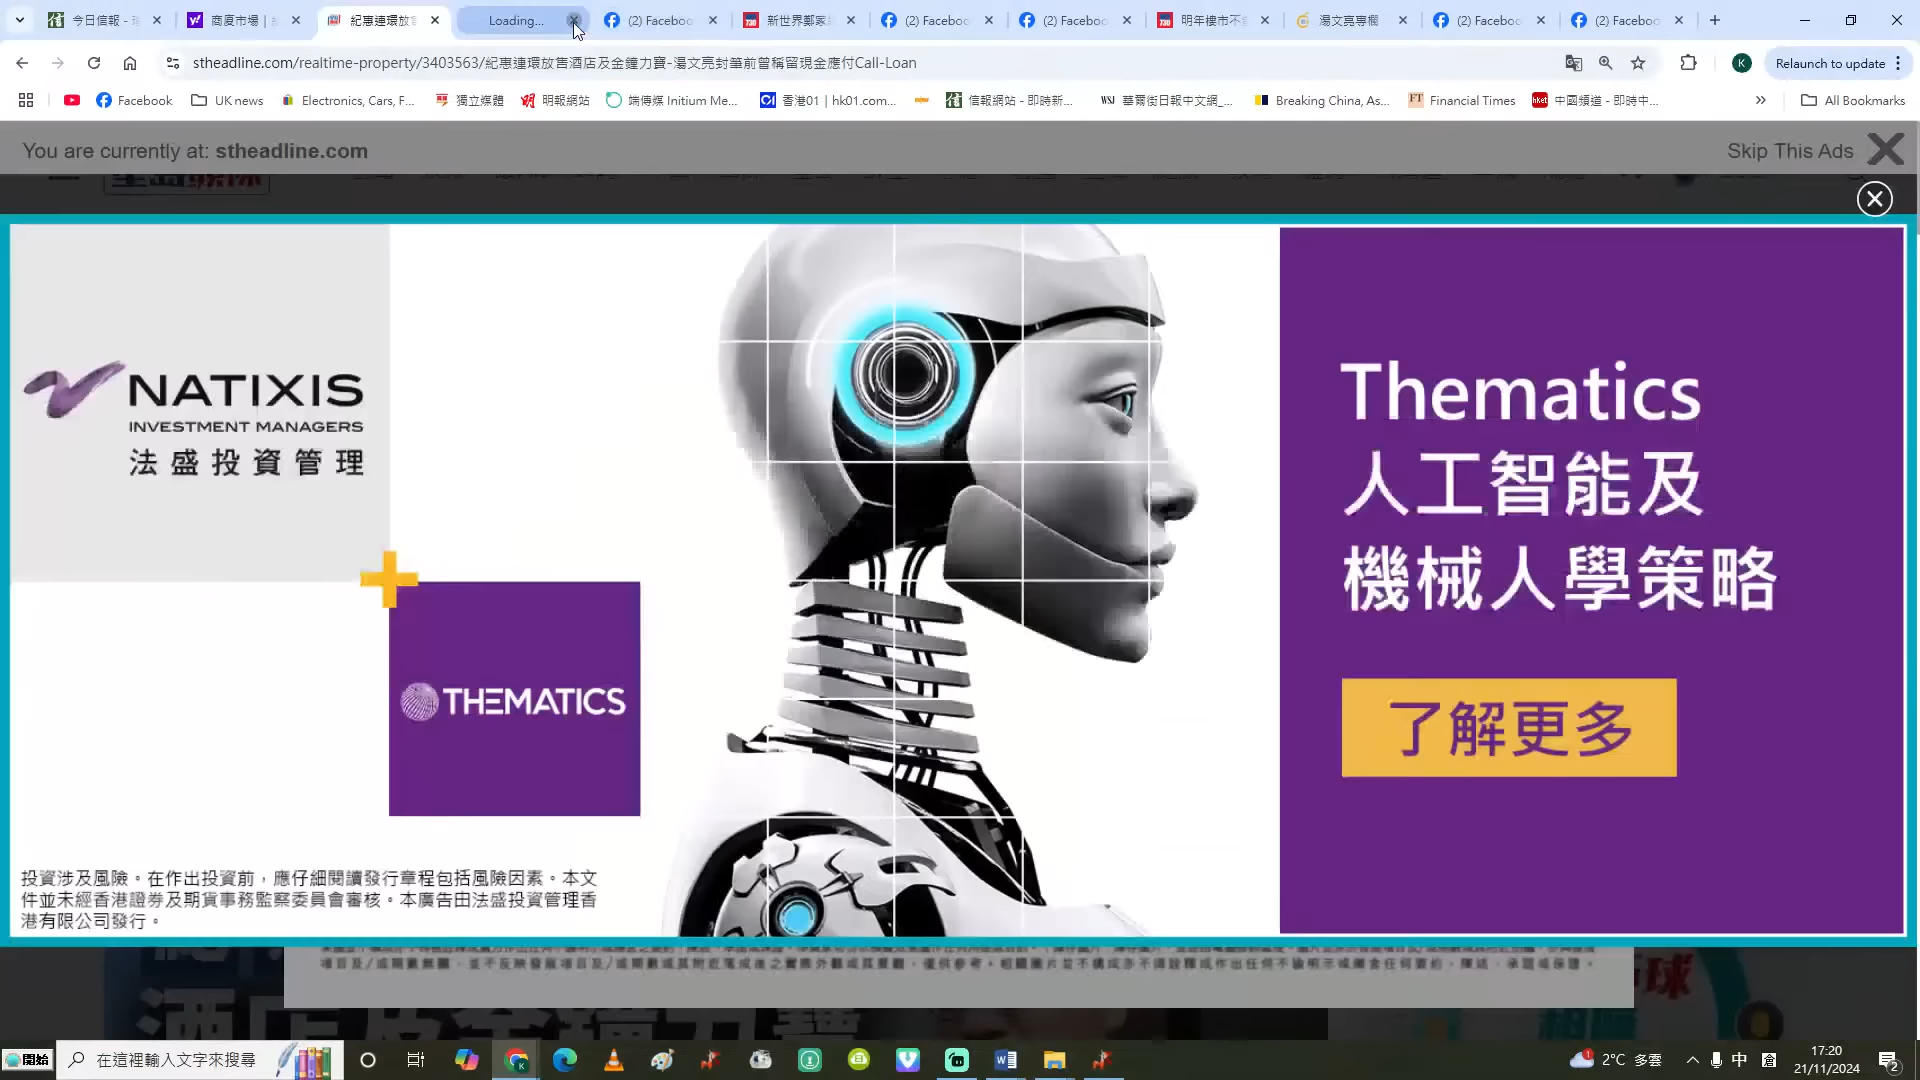 今日信報 -
商廈市場 |
紀惠連環放
Loading...
(2) Faceboo
新世界鄭家
(2) Faceboo
(2) Faceboo
明年樓市不
湯文亮專欄
(2) Faceboo
(2) Faceboo
stheadline.com/realtime-property/3403563/紀惠連環放售酒店及金鐘力寶-湯文亮封筆前曾稱留現金應付Call-Loan
K
Relaunch to update
Facebook
UK news
Electronics, Cars, F...
獨立媒體
明報網站
端傳媒 Initium Me...
香港01 | hk01.com...
信報網站 - 即時新...
華爾街日報中文網_...
Breaking China, As...
Financial Times
中國頻道 - 即時中...
All Bookmarks
You are currently at: stheadline.com
Skip This Ads
NATIXIS
INVESTMENT MANAGERS
法盛投資管理
THEMATICS
Thematics
人工智能及
機械人學策略
了解更多
投資涉及風險。在作出投資前，應仔細閱讀發行章程包括風險因素。本文
件並未經香港證券及期貨事務監察委員會審核。本廣告由法盛投資管理香
港有限公司發行。
開始
在這裡輸入文字來搜尋
2°C 多雲
中
倉
17:20
21/11/2024
2